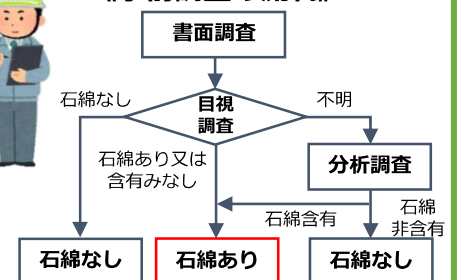 書面調査
石綿なし
目視
調査
不明
石綿あり又は
含有みなし
分析調査
石綿含有
石綿
非含有
石綿なし
石綿あり
石綿なし